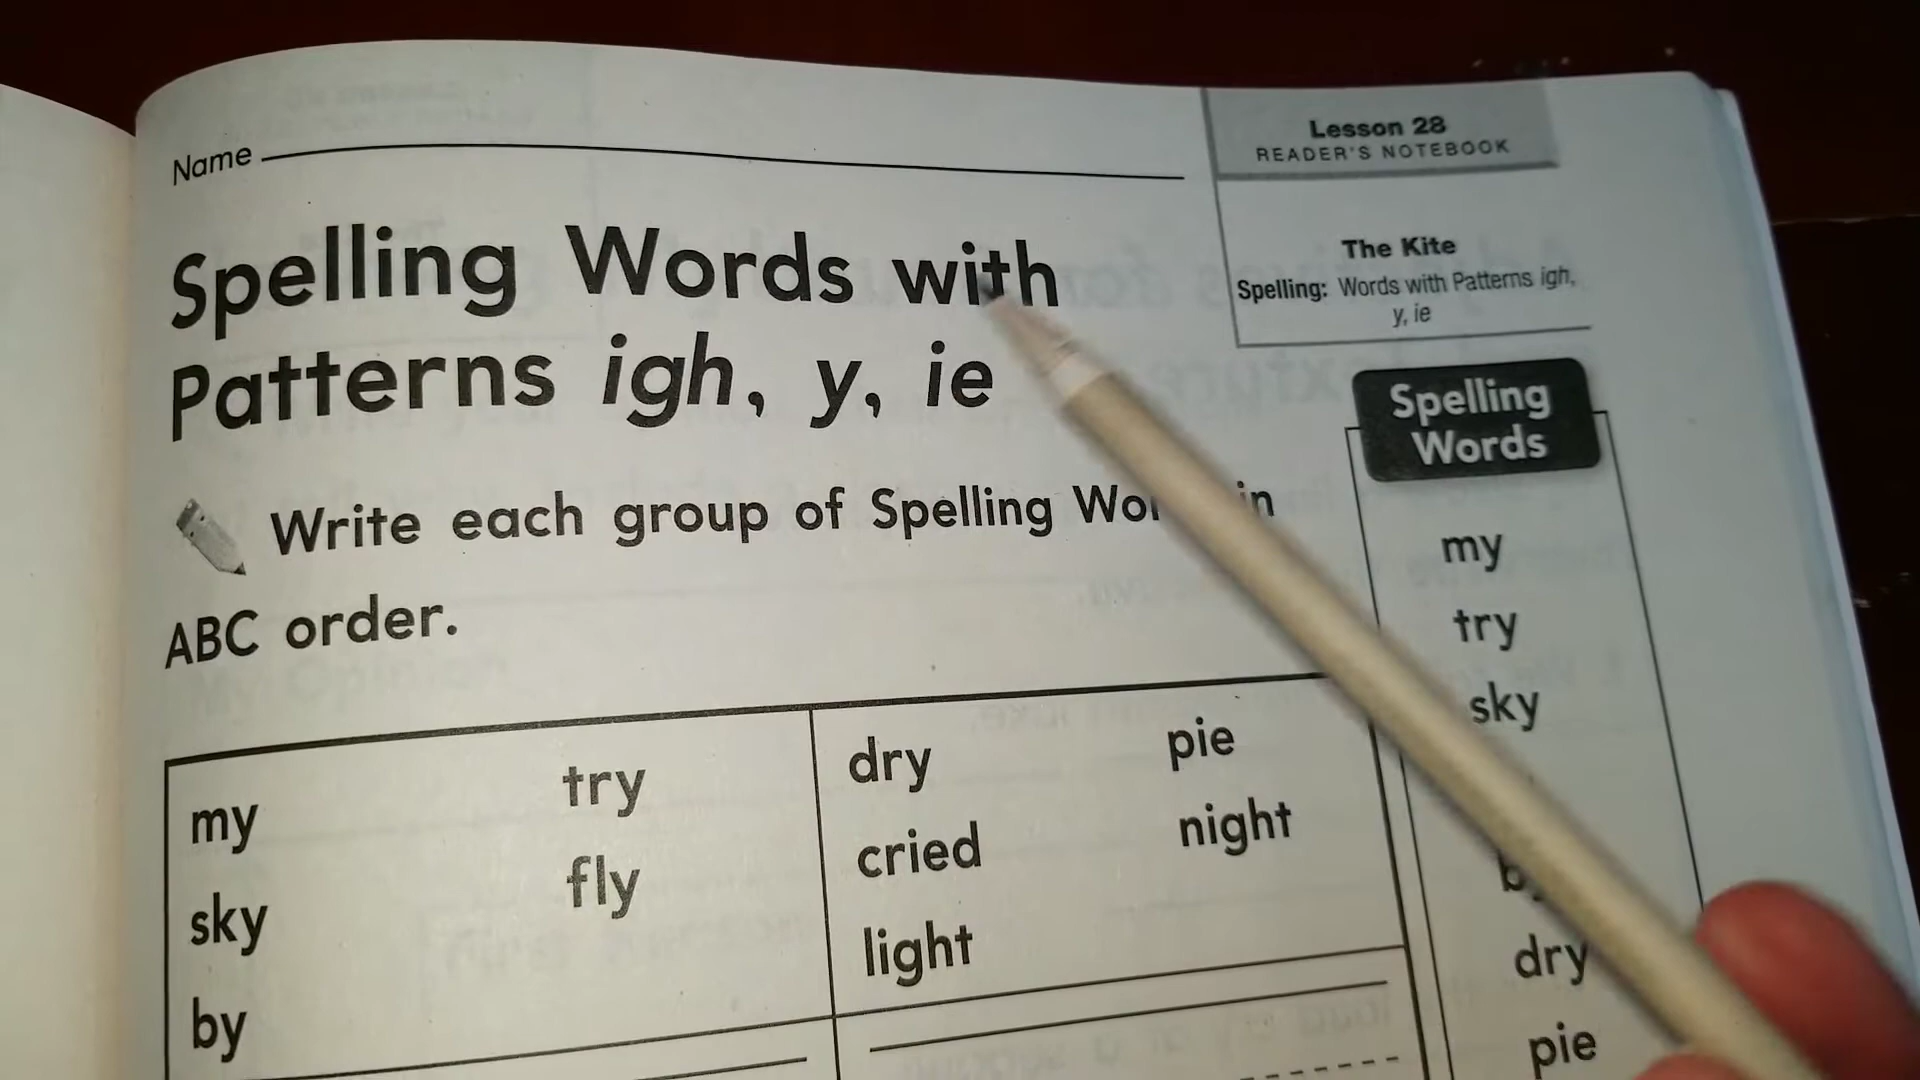 Name
Lesson 28
READER'S NOTEBOOK
The Kite
Spelling: Words with Patterns igh,
y, ie
Spelling Words with
Patterns igh, y, ie
Write each group of Spelling in
ABC order.
my try
sky fly
by
dry pie
cried night
light
Spelling
Words
my
try
sky
dry
pie